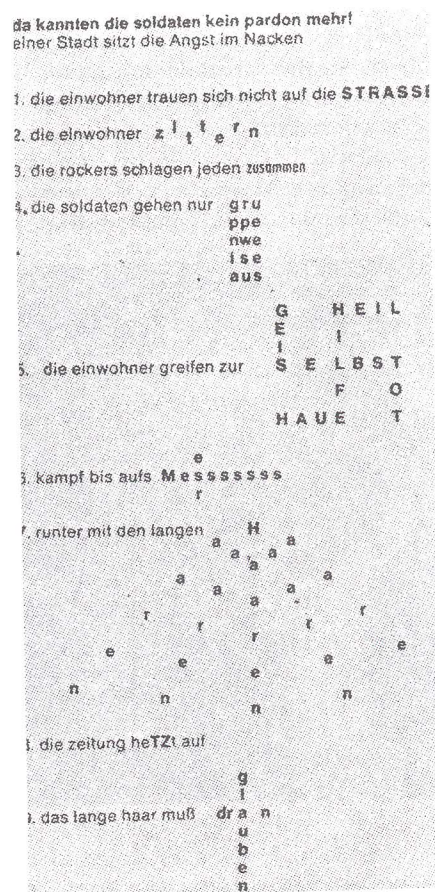 da kannten die soldaten kein pardon mehr!
einer Stadt sitzt die Angst im Nacken
1. die einwohner trauen sich nicht auf die STRASSE
2. die einwohner z i t t e r n
3. die rockers schlagen jeden zusammen
4. die soldaten gehen nur gru
ppe
nwe
ise
aus
G H E I L
E
I I
5. die einwohner greifen zur S E L B S T
F O
H A U E T
e
6. kampf bis aufs M e s s s s s s s
r
7. runter mit den langen H
a a
a a a
a
a a
a a
a
r r
r r
r
e e
e e
e
n n
n n
n
8. die zeitung heTZt auf
g
l
9. das lange haar muß dr a n
u
b
e
n